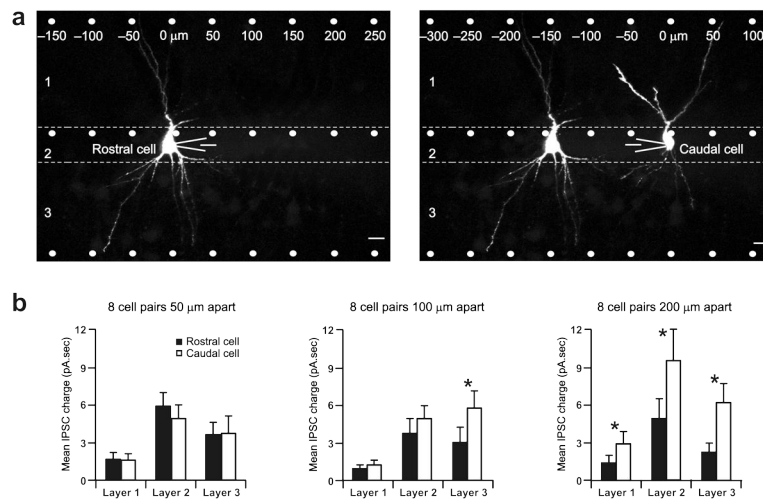 a
–150 –100 –50 0 µm 50 100 150 200 250
1
Rostral cell
2
3
–300 –250 –200 –150 –100 –50 0 µm 50 100
Caudal cell
b
8 cell pairs 50 µm apart
Mean IPSC charge (pA.sec)
12
9
6
3
0
Rostral cell
Caudal cell
Layer 1 Layer 2 Layer 3
8 cell pairs 100 µm apart
Mean IPSC charge (pA.sec)
12
9
6
3
0
*
Layer 1 Layer 2 Layer 3
8 cell pairs 200 µm apart
Mean IPSC charge (pA.sec)
12
9
6
3
0
* * *
Layer 1 Layer 2 Layer 3